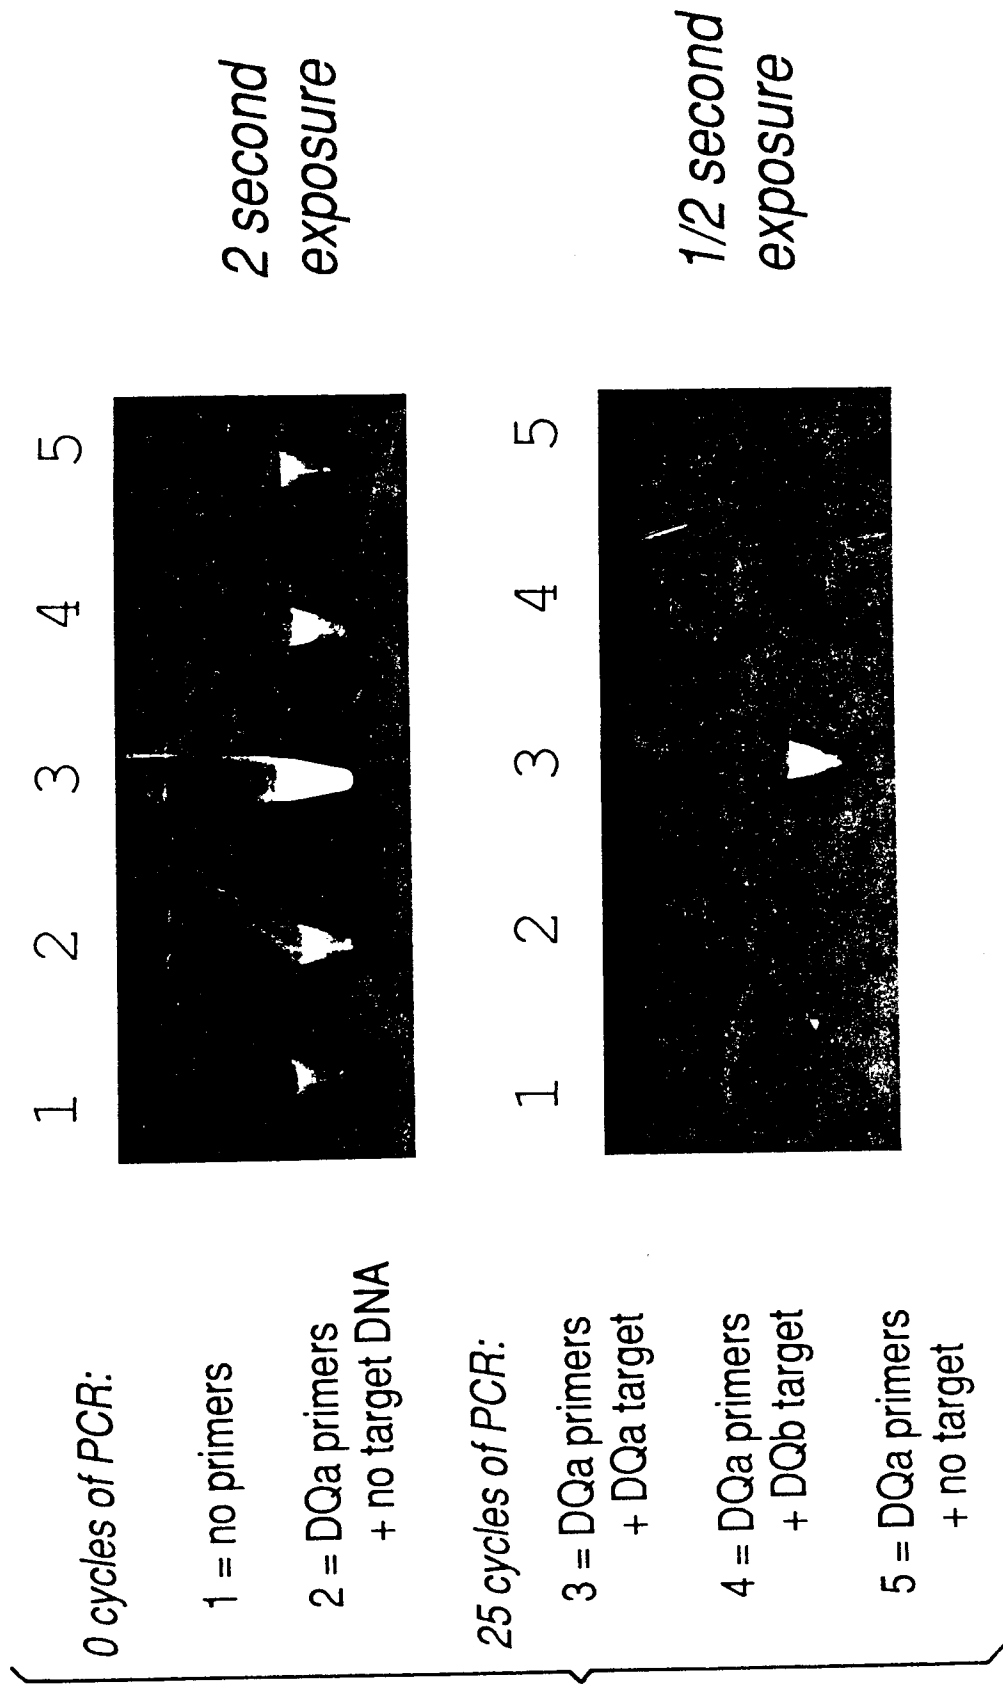 0 cycles of PCR:
1 = no primers
2 = DQa primers
+ no target DNA
25 cycles of PCR:
3 = DQa primers
+ DQa target
4 = DQa primers
+ DQb target
5 = DQa primers
+ no target
1 2 3 4 5
2 second
exposure
1 2 3 4 5
1/2 second
exposure